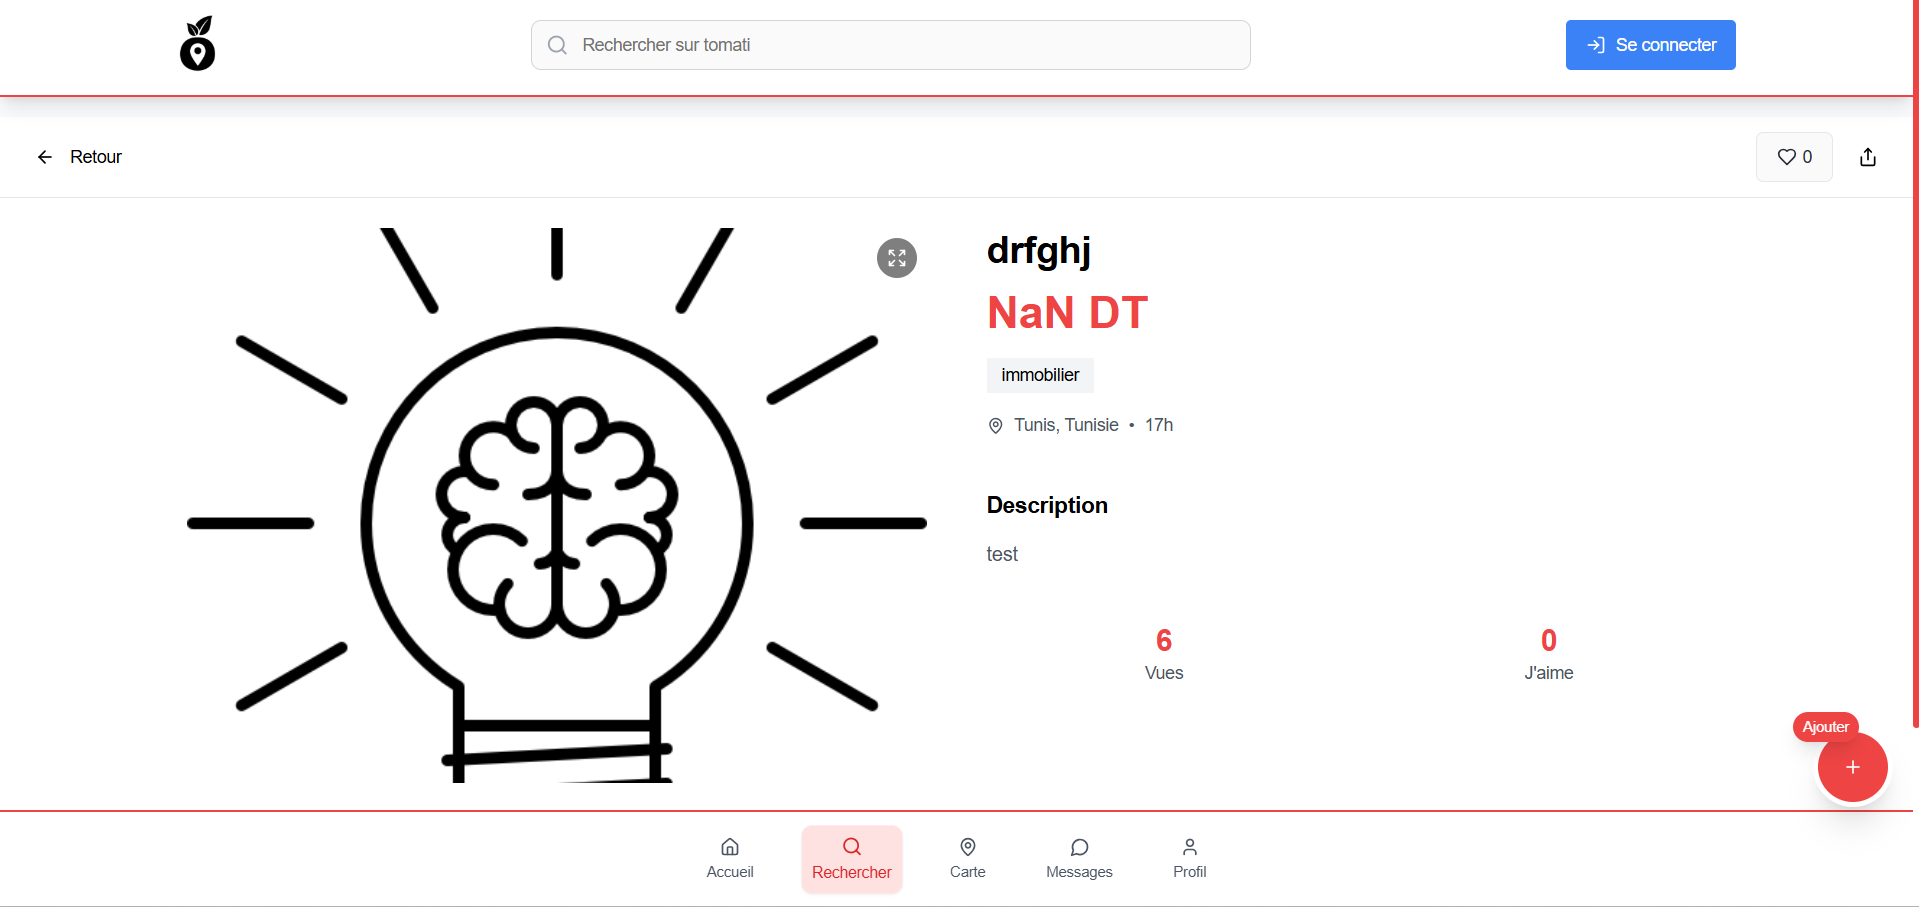 Rechercher sur tomati
Se connecter
Retour
0
drfghj
NaN DT
immobilier
Tunis, Tunisie • 17h
Description
test
6
Vues
0
J'aime
Ajouter
Accueil
Rechercher
Carte
Messages
Profil